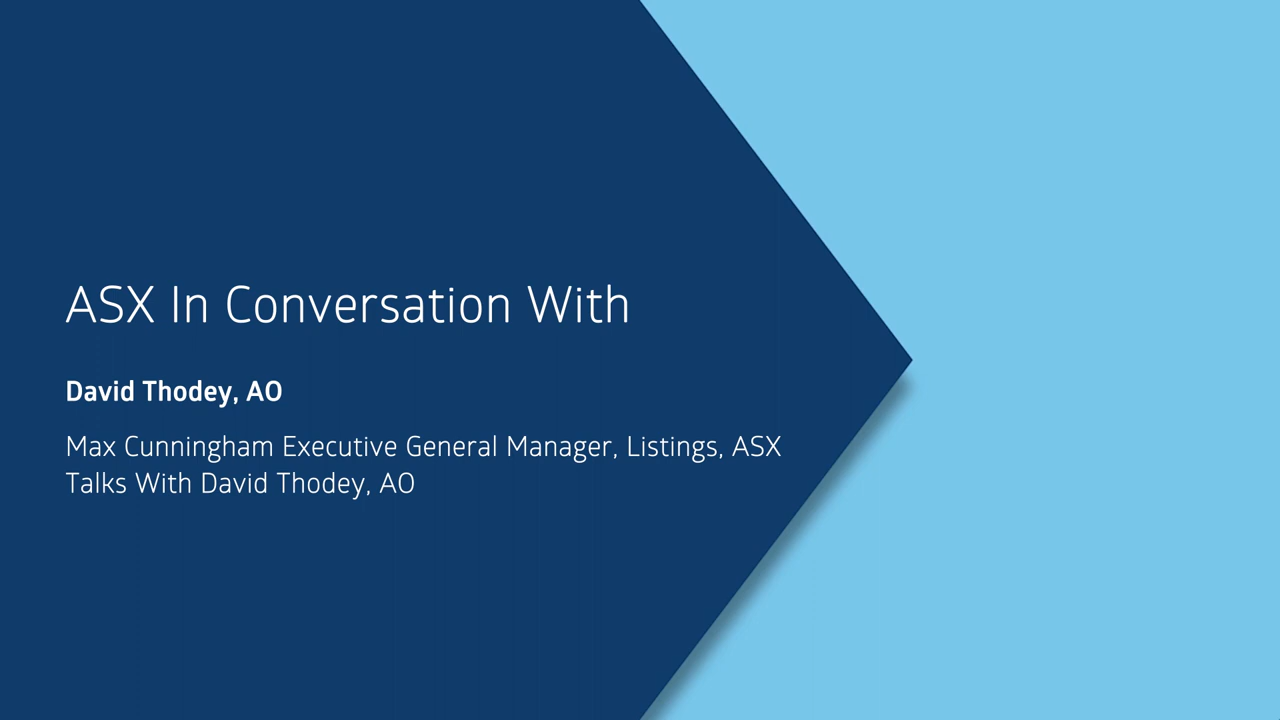 ASX In Conversation With
David Thodey, AO
Max Cunningham Executive General Manager, Listings, ASX
Talks With David Thodey, AO